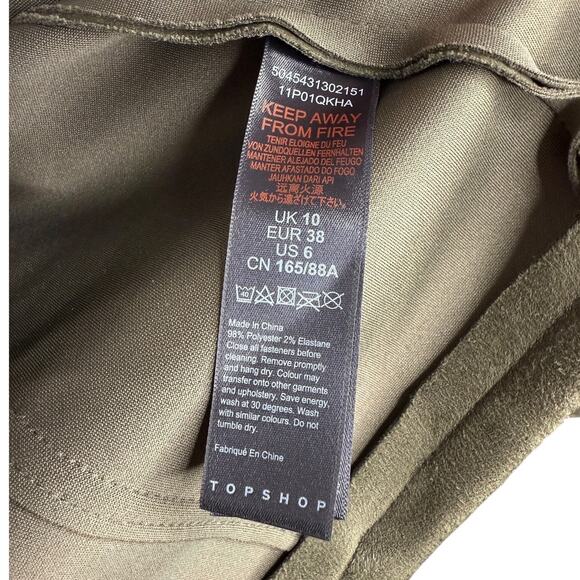 5045431302151
11P01QKHA
KEEP AWAY
FROM FIRE
TENIR ELOIGNE DU FEU
VON ZUNDQUELLEN FERNHALTEN
MANTENER ALEJADO DEL FEUGO
MANTER AFASTADO DO FOGO
JAUHKAN DARI API
远离火源
火気から遠ざけて下さい。
UK 10
EUR 38
US 6
CN 165/88A
40
Made In China
98% Polyester 2% Elastane
Close all fasteners before
cleaning. Remove promptly
and hang dry. Colour may
transfer onto other garments
and upholstery. Save energy,
wash at 30 degrees. Wash
with similar colours. Do not
tumble dry.
Fabriqué En Chine
TOPSHOP